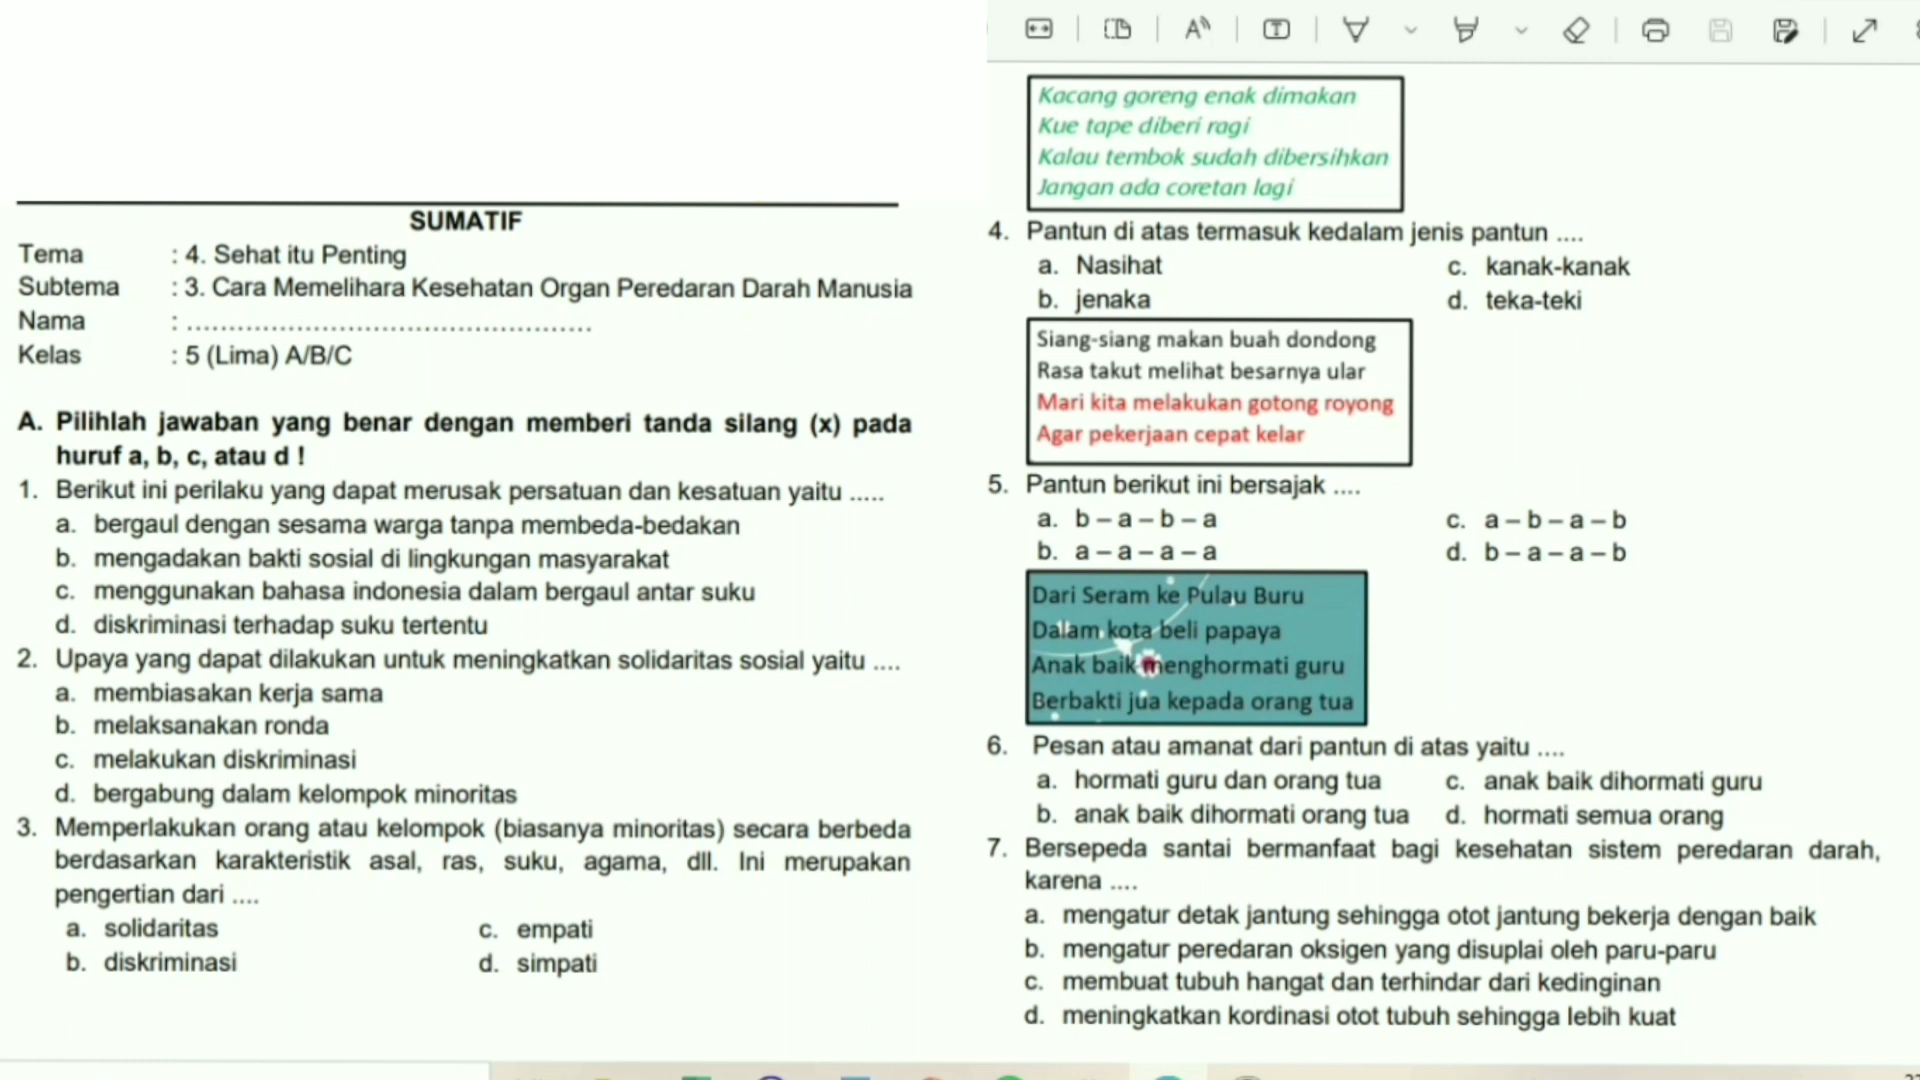 SUMATIF
Tema : 4. Sehat itu Penting
Subtema : 3. Cara Memelihara Kesehatan Organ Peredaran Darah Manusia
Nama : ................................................
Kelas : 5 (Lima) A/B/C
A. Pilihlah jawaban yang benar dengan memberi tanda silang (x) pada
huruf a, b, c, atau d !
1. Berikut ini perilaku yang dapat merusak persatuan dan kesatuan yaitu .....
a. bergaul dengan sesama warga tanpa membeda-bedakan
b. mengadakan bakti sosial di lingkungan masyarakat
c. menggunakan bahasa indonesia dalam bergaul antar suku
d. diskriminasi terhadap suku tertentu
2. Upaya yang dapat dilakukan untuk meningkatkan solidaritas sosial yaitu ....
a. membiasakan kerja sama
b. melaksanakan ronda
c. melakukan diskriminasi
d. bergabung dalam kelompok minoritas
3. Memperlakukan orang atau kelompok (biasanya minoritas) secara berbeda
berdasarkan karakteristik asal, ras, suku, agama, dll. Ini merupakan
pengertian dari ....
a. solidaritas c. empati
b. diskriminasi d. simpati
Kacang goreng enak dimakan
Kue tape diberi ragi
Kalau tembok sudah dibersihkan
Jangan ada coretan lagi
4. Pantun di atas termasuk kedalam jenis pantun ....
a. Nasihat c. kanak-kanak
b. jenaka d. teka-teki
Siang-siang makan buah dondong
Rasa takut melihat besarnya ular
Mari kita melakukan gotong royong
Agar pekerjaan cepat kelar
5. Pantun berikut ini bersajak ....
a. b – a – b – a c. a – b – a – b
b. a – a – a – a d. b – a – a – b
Dari Seram ke Pulau Buru
Dalam kota beli papaya
Anak baik menghormati guru
Berbakti jua kepada orang tua
6. Pesan atau amanat dari pantun di atas yaitu ....
a. hormati guru dan orang tua c. anak baik dihormati guru
b. anak baik dihormati orang tua d. hormati semua orang
7. Bersepeda santai bermanfaat bagi kesehatan sistem peredaran darah,
karena ....
a. mengatur detak jantung sehingga otot jantung bekerja dengan baik
b. mengatur peredaran oksigen yang disuplai oleh paru-paru
c. membuat tubuh hangat dan terhindar dari kedinginan
d. meningkatkan kordinasi otot tubuh sehingga lebih kuat